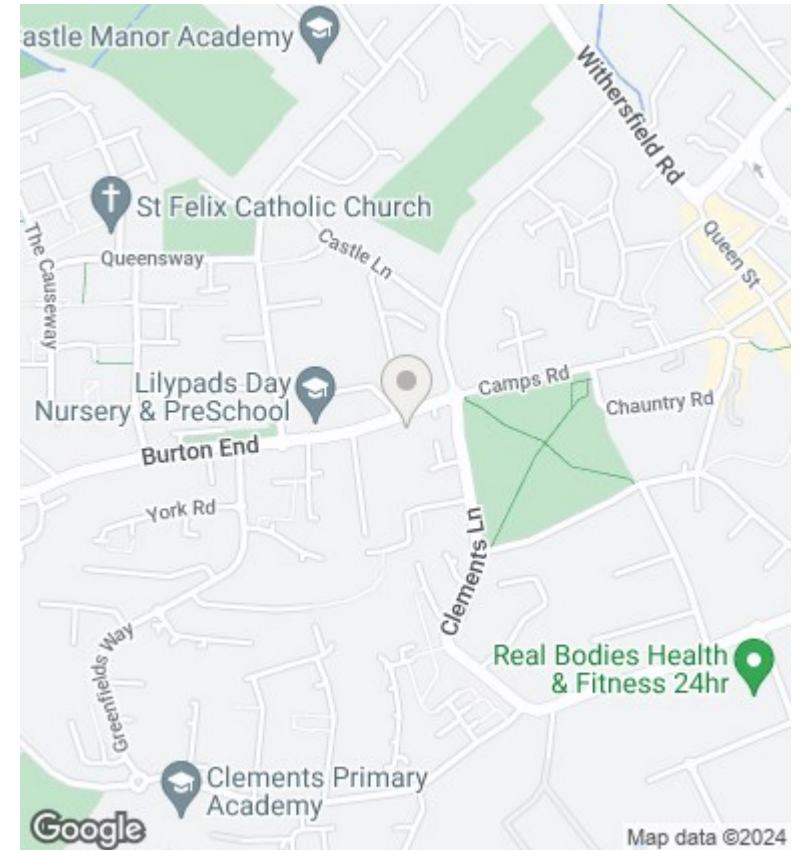 astle Manor Academy
Withersfield Rd
St Felix Catholic Church
The Causeway
Queensway
Castle Ln
Queen St
Lilypads Day
Nursery & PreSchool
Camps Rd
Chauntry Rd
Burton End
York Rd
Clements Ln
Greenfields Way
Real Bodies Health
& Fitness 24hr
Clements Primary
Academy
Google
Map data ©2024